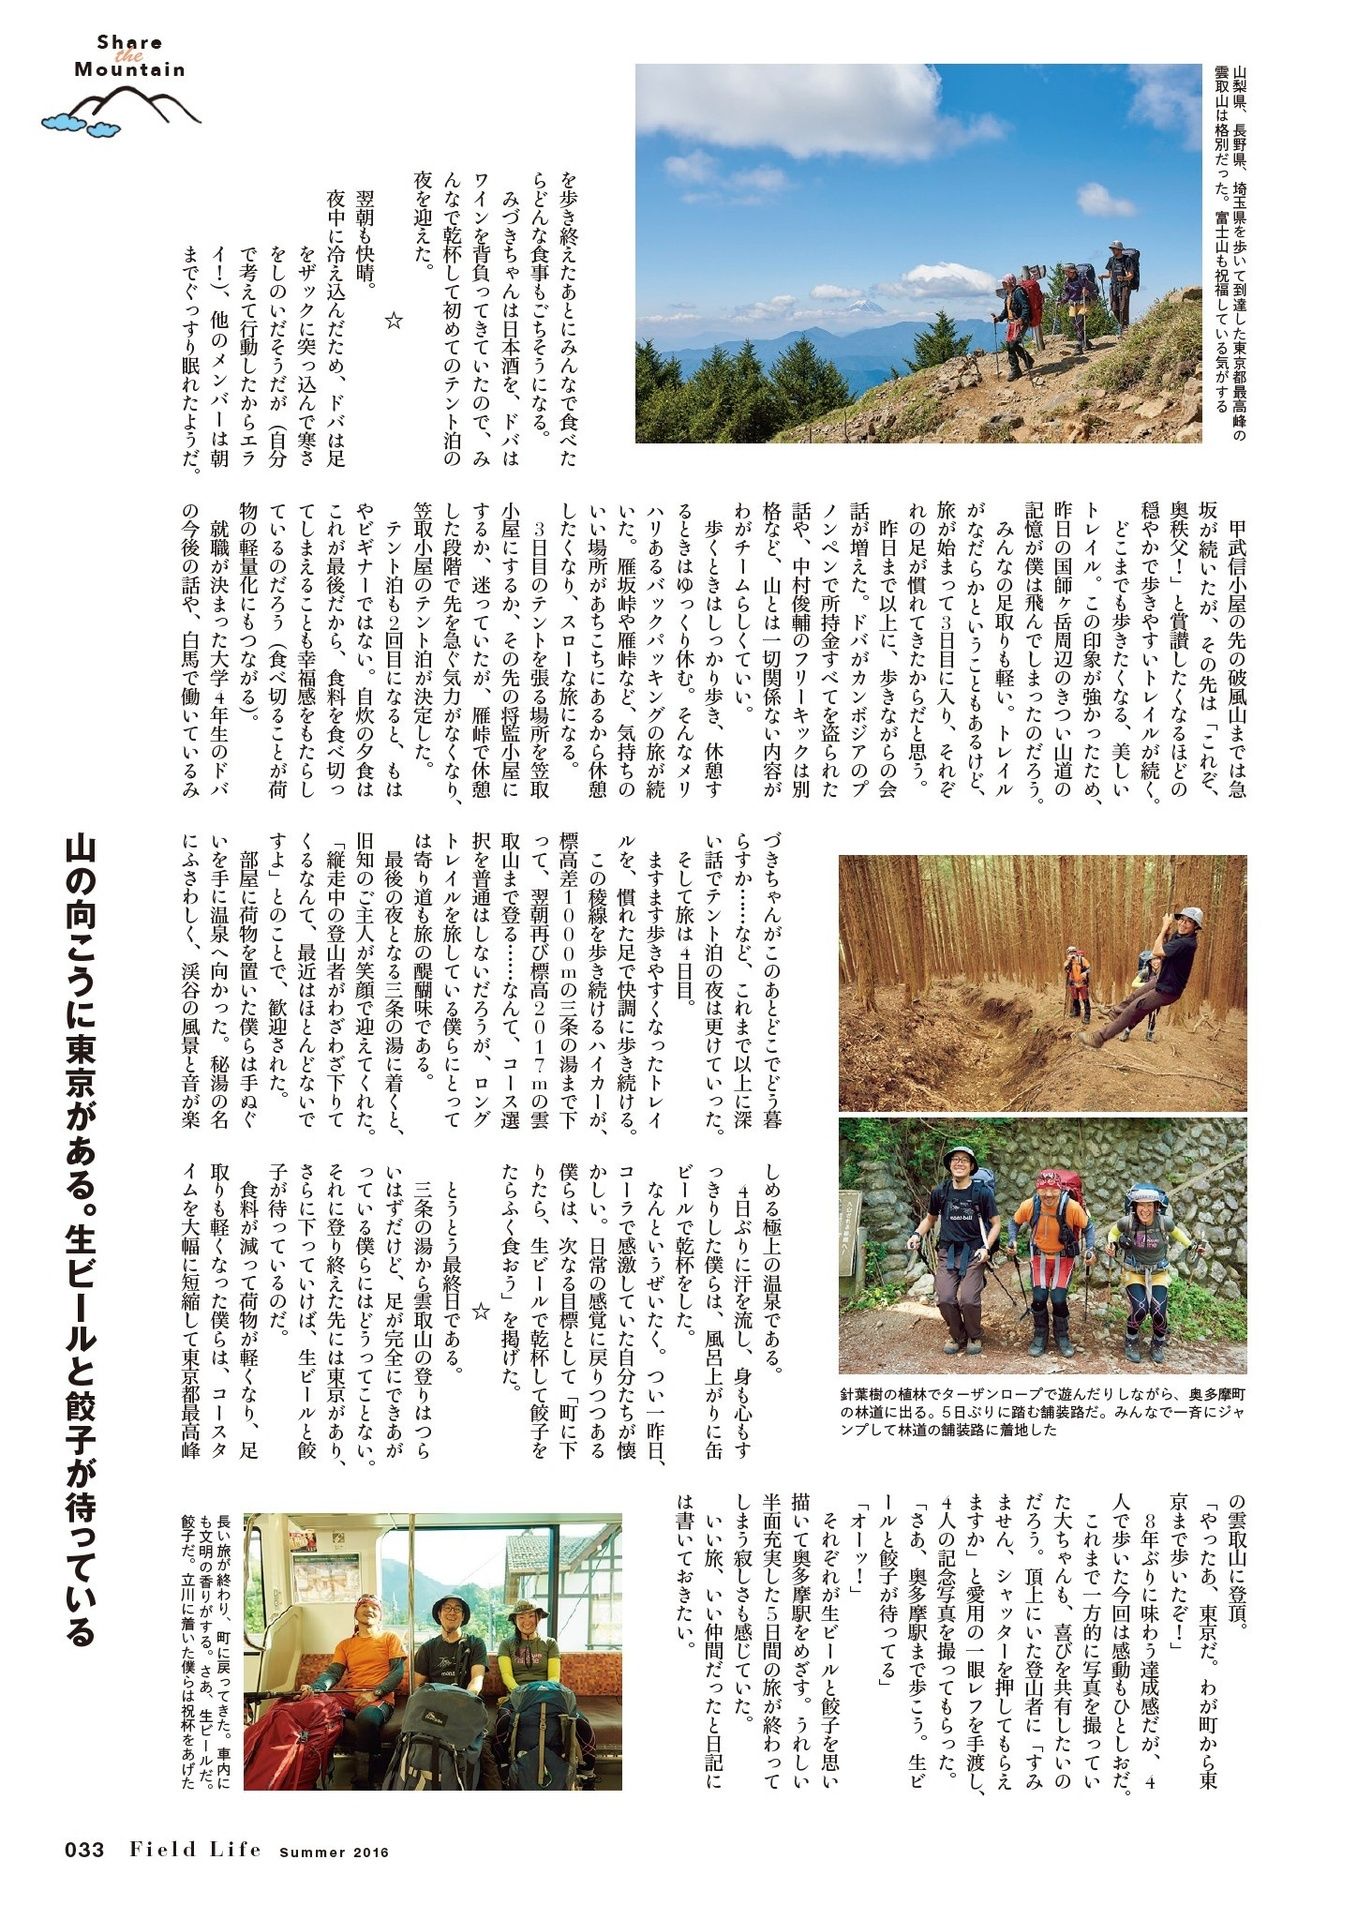 Share
the
Mountain
山梨県、長野県、埼玉県を歩いて到達した東京都最高峰の
雲取山は格別だった。富士山も祝福している気がする
を歩き終えたあとにみんなで食べた
らどんな食事もごちそうになる。
みづきちゃんは日本酒を、ドバは
ワインを背負ってきていたので、み
んなで乾杯して初めてのテント泊の
夜を迎えた。
☆
翌朝も快晴。
夜中に冷え込んだため、ドバは足
をザックに突っ込んで寒さ
をしのいだそうだが（自分
で考えて行動したからエラ
イ！）、他のメンバーは朝
までぐっすり眠れたようだ。
甲武信小屋の先の破風山までは急
坂が続いたが、その先は「これぞ、
奥秩父！」と賞讃したくなるほどの
穏やかで歩きやすいトレイルが続く。
どこまでも歩きたくなる、美しい
トレイル。この印象が強かったため、
昨日の国師ヶ岳周辺のきつい山道の
記憶が僕は飛んでしまったのだろう。
みんなの足取りも軽い。トレイル
がなだらかということもあるけど、
旅が始まって3日目に入り、それぞ
れの足が慣れてきたからだと思う。
昨日まで以上に、歩きながらの会
話が増えた。ドバがカンボジアのプ
ノンペンで所持金すべてを盗られた
話や、中村俊輔のフリーキックは別
格など、山とは一切関係ない内容が
わがチームらしくていい。
歩くときはしっかり歩き、休憩す
るときはゆっくり休む。そんなメリ
ハリあるバックパッキングの旅が続
いた。雁坂峠や雁峠など、気持ちの
いい場所があちこちにあるから休憩
したくなり、スローな旅になる。
3日目のテントを張る場所を笠取
小屋にするか、その先の将監小屋に
するか、迷っていたが、雁峠で休憩
した段階で先を急ぐ気力がなくなり、
笠取小屋のテント泊が決定した。
テント泊も2回目になると、もは
やビギナーではない。自炊の夕食は
これが最後だから、食料を食べ切っ
てしまえることも幸福感をもたらし
ているのだろう（食べ切ることが荷
物の軽量化にもつながる）。
就職が決まった大学4年生のドバ
の今後の話や、白馬で働いているみ
づきちゃんがこのあとどこでどう暮
らすか……など、これまで以上に深
い話でテント泊の夜は更けていった。
そして旅は4日目。
ますます歩きやすくなったトレイ
ルを、慣れた足で快調に歩き続ける。
この稜線を歩き続けるハイカーが、
標高差1000mの三条の湯まで下
って、翌朝再び標高2017mの雲
取山まで登る……なんて、コース選
択を普通はしないだろうが、ロング
トレイルを旅している僕らにとって
は寄り道も旅の醍醐味である。
最後の夜となる三条の湯に着くと、
旧知のご主人が笑顔で迎えてくれた。
「縦走中の登山者がわざわざ下りて
くるなんて、最近はほとんどないで
すよ」とのことで、歓迎された。
部屋に荷物を置いた僕らは手ぬぐ
いを手に温泉へ向かった。秘湯の名
にふさわしく、渓谷の風景と音が楽
しめる極上の温泉である。
4日ぶりに汗を流し、身も心もす
っきりした僕らは、風呂上がりに缶
ビールで乾杯をした。
なんというぜいたく。つい一昨日、
コーラで感激していた自分たちが懐
かしい。日常の感覚に戻りつつある
僕らは、次なる目標として「町に下
りたら、生ビールで乾杯して餃子を
たらふく食おう」を掲げた。
☆
とうとう最終日である。
三条の湯から雲取山の登りはつら
いはずだけど、足が完全にできあが
っている僕らにはどうってことない。
それに登り終えた先には東京があり、
さらに下っていけば、生ビールと餃
子が待っているのだ。
食料が減って荷物が軽くなり、足
取りも軽くなった僕らは、コースタ
イムを大幅に短縮して東京都最高峰
の雲取山に登頂。
「やったあ、東京だ。わが町から東
京まで歩いたぞ！」
8年ぶりに味わう達成感だが、4
人で歩いた今回は感動もひとしおだ。
これまで一方的に写真を撮ってい
た大ちゃんも、喜びを共有したいの
だろう。頂上にいた登山者に「すみ
ません、シャッターを押してもらえ
ますか」と愛用の一眼レフを手渡し、
4人の記念写真を撮ってもらった。
「さあ、奥多摩駅まで歩こう。生ビ
ールと餃子が待ってる」
「オーッ！」
それぞれが生ビールと餃子を思い
描いて奥多摩駅をめざす。うれしい
半面充実した5日間の旅が終わって
しまう寂しさも感じていた。
いい旅、いい仲間だったと日記に
は書いておきたい。
針葉樹の植林でターザンロープで遊んだりしながら、奥多摩町
の林道に出る。5日ぶりに踏む舗装路だ。みんなで一斉にジャ
ンプして林道の舗装路に着地した
長い旅が終わり、町に戻ってきた。車内に
も文明の香りがする。さあ、生ビールだ。
餃子だ。立川に着いた僕らは祝杯をあげた
山の向こうに東京がある。生ビールと餃子が待っている
033 Field Life Summer 2016